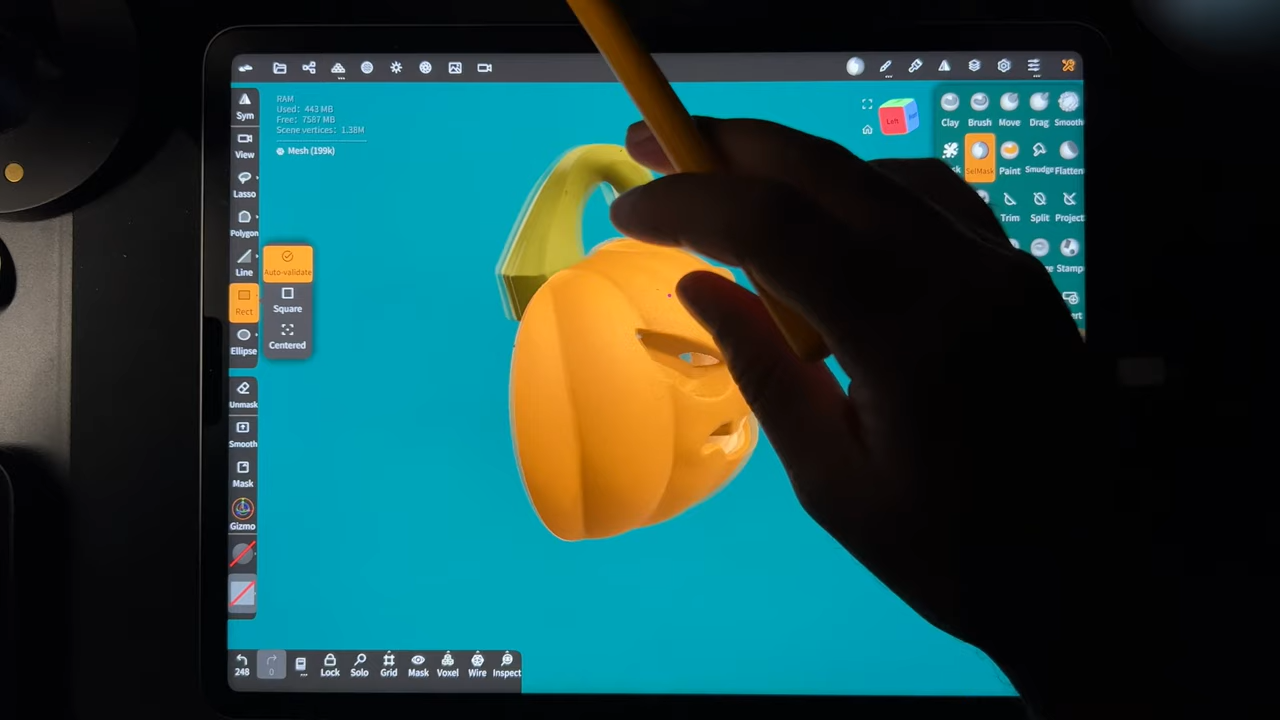 RAM
Used: 443 MB
Free: 7587 MB
Scene vertices: 1.38M
Mesh (199k)
Left
Sym
View
Lasso
Polygon
Line
Rect
Ellipse
Unmask
Smooth
Mask
Gizmo
Auto-validate
Square
Centered
Clay Brush Move Drag Smooth
SelMask Paint Smudge Flatten
Trim Split Project
Stamp
248
0
Lock Solo Grid Mask Voxel Wire Inspect